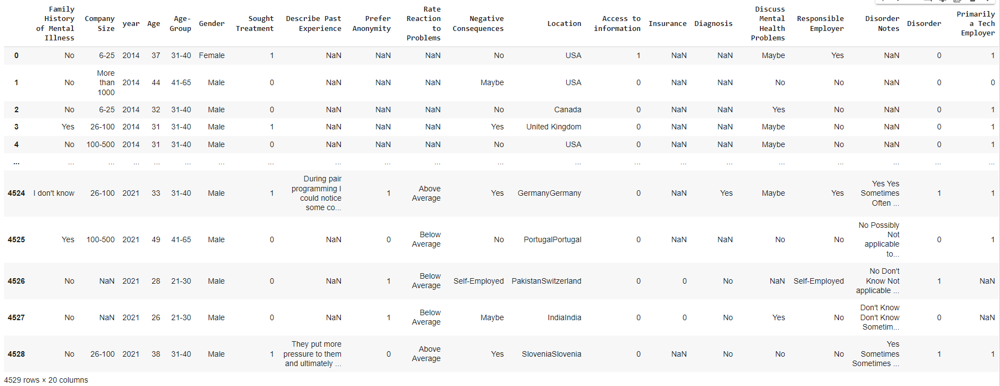 Family History of Mental Illness Company Size year Age Age-Group Gender Sought Treatment Describe Past Experience Prefer Anonymity Rate Reaction to Problems Negative Consequences Location Access to information Insurance Diagnosis Discuss Mental Health Problems Responsible Employer Disorder Notes Disorder Primarily a Tech Employer
0 No 6-25 2014 37 31-40 Female 1 NaN NaN NaN No USA 1 NaN NaN Maybe Yes NaN 0 1
1 No More than 1000 2014 44 41-65 Male 0 NaN NaN NaN Maybe USA 0 NaN NaN No No NaN 0 0
2 No 6-25 2014 32 31-40 Male 0 NaN NaN NaN No Canada 0 NaN NaN Yes No NaN 0 1
3 Yes 26-100 2014 31 31-40 Male 1 NaN NaN NaN Yes United Kingdom 0 NaN NaN Maybe No NaN 0 1
4 No 100-500 2014 31 31-40 Male 0 NaN NaN NaN No USA 0 NaN NaN Maybe No NaN 0 1
... ... ... ... ... ... ... ... ... ... ... ... ... ... ... ... ... ... ... ... ...
4524 I don't know 26-100 2021 33 31-40 Male 1 During pair programming I could notice some co... 1 Above Average Yes GermanyGermany 0 NaN Yes Maybe Yes Yes Yes Sometimes Often ... 1 1
4525 Yes 100-500 2021 49 41-65 Male 0 NaN 0 Below Average No PortugalPortugal 0 NaN NaN No No No Possibly Not applicable to... 0 1
4526 No NaN 2021 28 21-30 Male 0 NaN 1 Below Average Self-Employed PakistanSwitzerland 0 0 No NaN Self-Employed No Don't Know Not applicable ... 1 NaN
4527 No NaN 2021 26 21-30 Male 0 NaN 1 Below Average Maybe IndiaIndia 0 0 No Yes No Don't Know Don't Know Sometim... 0 NaN
4528 No 26-100 2021 38 31-40 Male 1 They put more pressure to them and ultimately ... 0 Above Average Yes SloveniaSlovenia 0 NaN No No No Yes Sometimes Sometimes ... 1 1
4529 rows × 20 columns